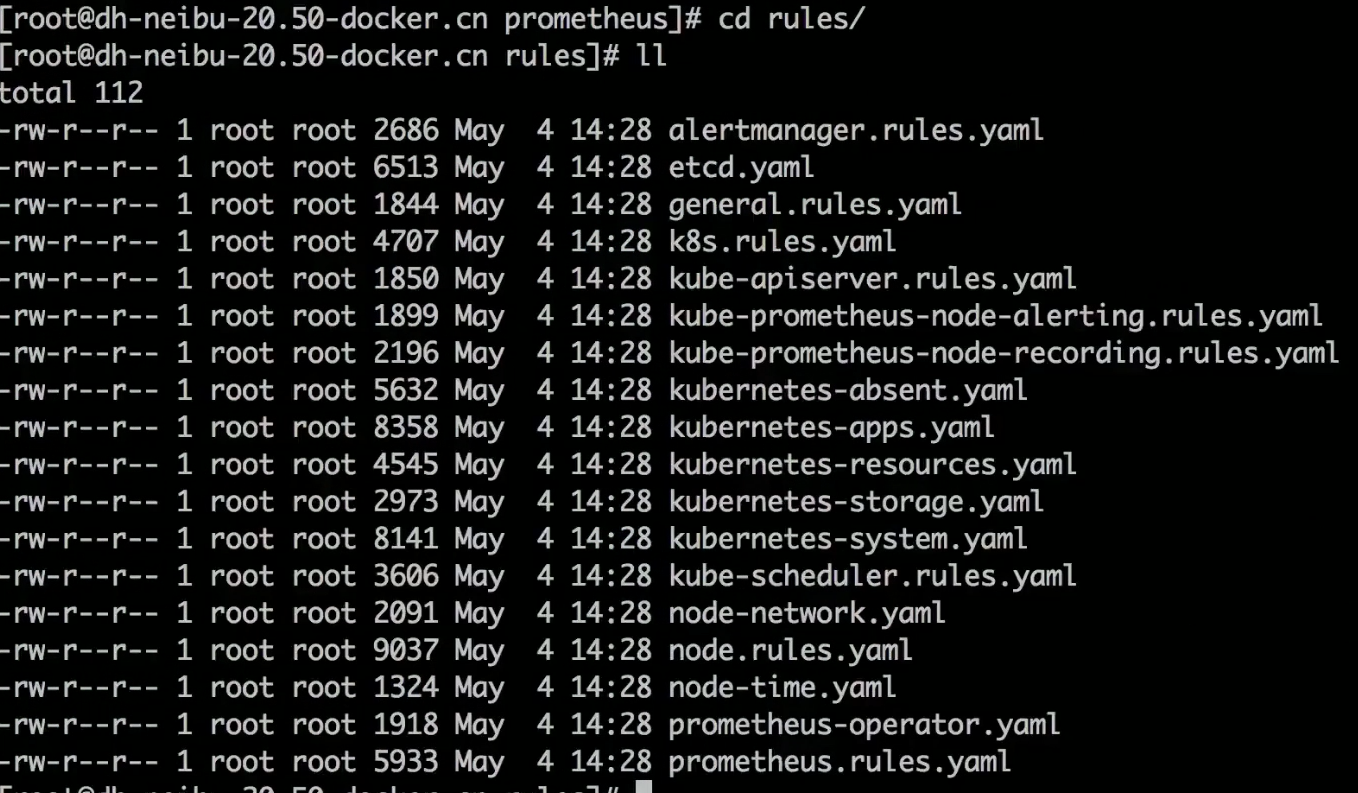 [root@dh-neibu-20.50-docker.cn prometheus]# cd rules/
[root@dh-neibu-20.50-docker.cn rules]# ll
total 112
-rw-r--r-- 1 root root 2686 May  4 14:28 alertmanager.rules.yaml
-rw-r--r-- 1 root root 6513 May  4 14:28 etcd.yaml
-rw-r--r-- 1 root root 1844 May  4 14:28 general.rules.yaml
-rw-r--r-- 1 root root 4707 May  4 14:28 k8s.rules.yaml
-rw-r--r-- 1 root root 1850 May  4 14:28 kube-apiserver.rules.yaml
-rw-r--r-- 1 root root 1899 May  4 14:28 kube-prometheus-node-alerting.rules.yaml
-rw-r--r-- 1 root root 2196 May  4 14:28 kube-prometheus-node-recording.rules.yaml
-rw-r--r-- 1 root root 5632 May  4 14:28 kubernetes-absent.yaml
-rw-r--r-- 1 root root 8358 May  4 14:28 kubernetes-apps.yaml
-rw-r--r-- 1 root root 4545 May  4 14:28 kubernetes-resources.yaml
-rw-r--r-- 1 root root 2973 May  4 14:28 kubernetes-storage.yaml
-rw-r--r-- 1 root root 8141 May  4 14:28 kubernetes-system.yaml
-rw-r--r-- 1 root root 3606 May  4 14:28 kube-scheduler.rules.yaml
-rw-r--r-- 1 root root 2091 May  4 14:28 node-network.yaml
-rw-r--r-- 1 root root 9037 May  4 14:28 node.rules.yaml
-rw-r--r-- 1 root root 1324 May  4 14:28 node-time.yaml
-rw-r--r-- 1 root root 1918 May  4 14:28 prometheus-operator.yaml
-rw-r--r-- 1 root root 5933 May  4 14:28 prometheus.rules.yaml
[root@dh-neibu-20.50-docker.cn rules]#